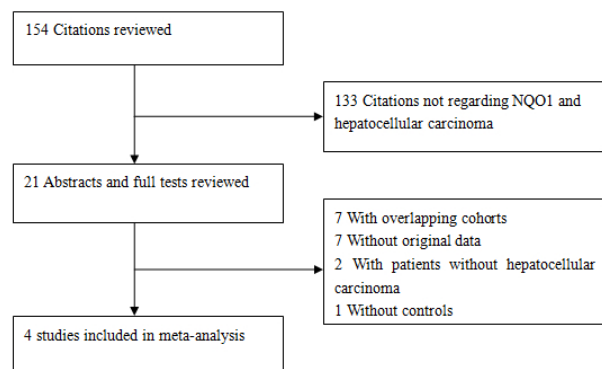 154 Citations reviewed
133 Citations not regarding NQO1 and
hepatocellular carcinoma
21 Abstracts and full tests reviewed
7 With overlapping cohorts
7 Without original data
2 With patients without hepatocellular
carcinoma
1 Without controls
4 studies included in meta-analysis